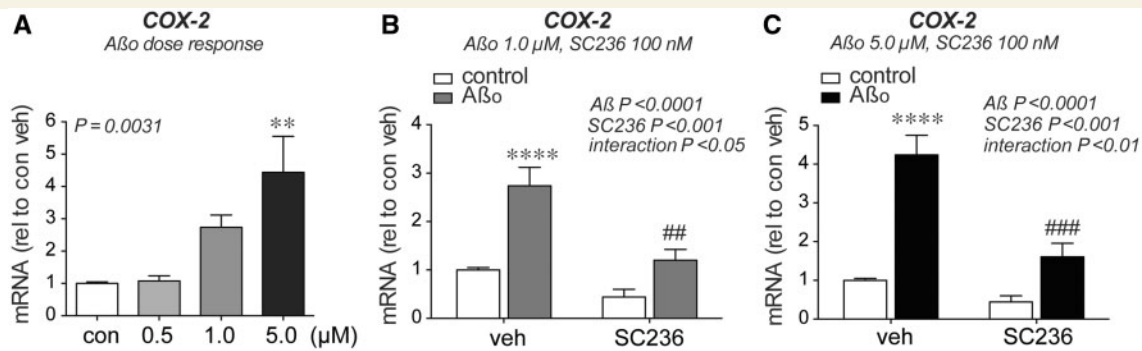 A
COX-2
Aßo dose response
mRNA (rel to con veh)
6
5
4
3
2
1
0
P = 0.0031
**
con 0.5 1.0 5.0 (µM)
B
COX-2
Aßo 1.0 µM, SC236 100 nM
control
Aßo
Aß P <0.0001
SC236 P <0.001
interaction P <0.05
mRNA (rel to con veh)
4
3
2
1
0
****
##
veh SC236
C
COX-2
Aßo 5.0 µM, SC236 100 nM
control
Aßo
Aß P <0.0001
SC236 P <0.001
interaction P <0.01
mRNA (rel to con veh)
5
4
3
2
1
0
****
###
veh SC236